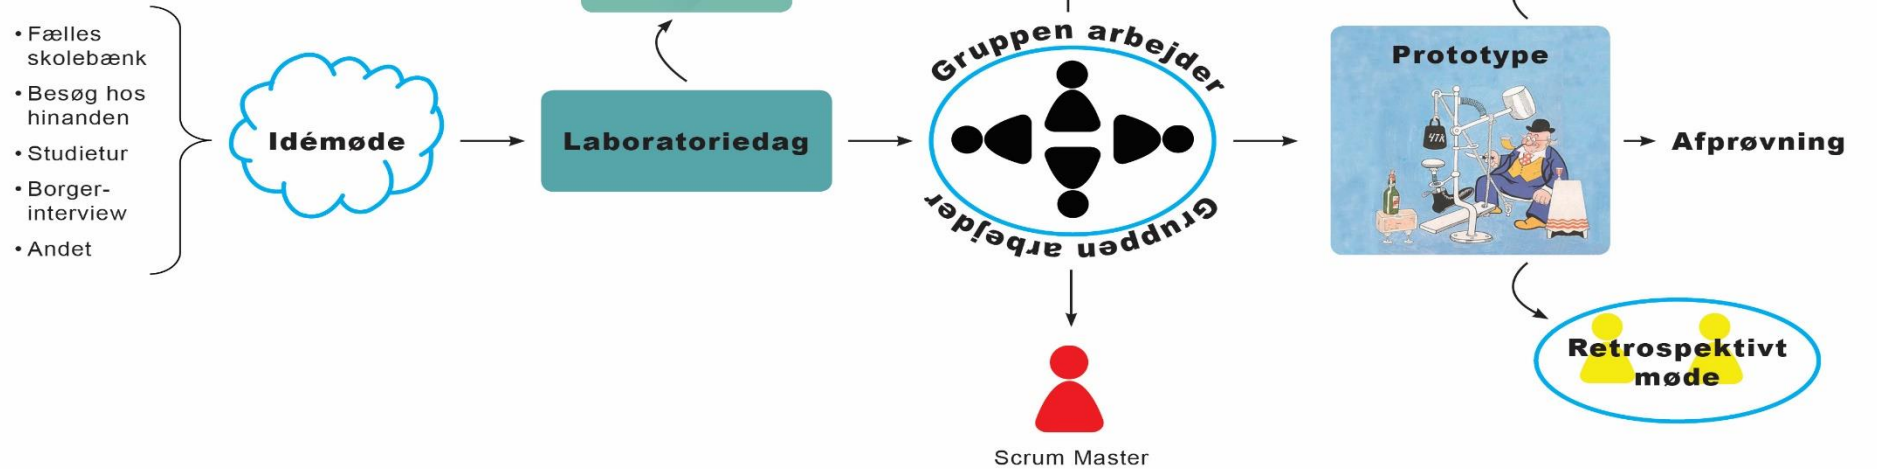 • Fælles
skolebænk
• Besøg hos
hinanden
• Studietur
• Borger-
interview
• Andet
Idémøde
Laboratoriedag
Gruppen arbejder
Gruppen arbejder
Scrum Master
Prototype
47K
Afprøvning
Retrospektivt
møde